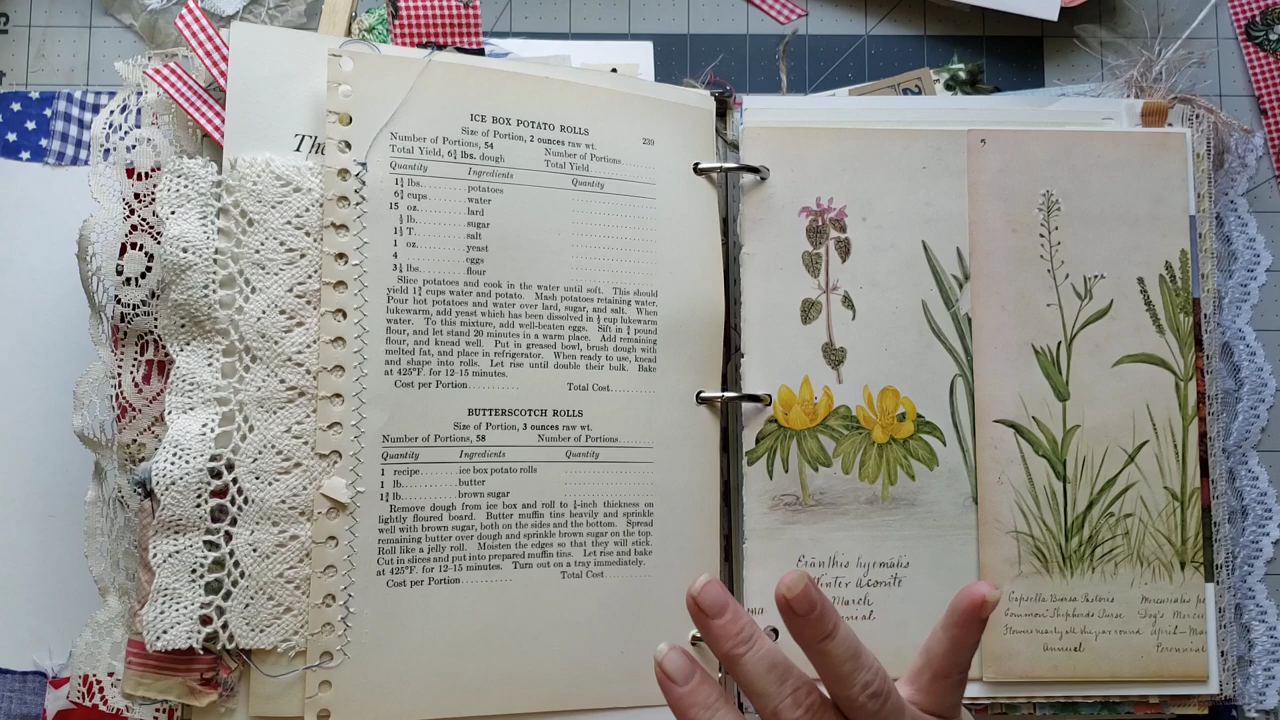 Th
ICE BOX POTATO ROLLS
239
Size of Portion, 2 ounces raw wt.
Number of Portions, 54 Number of Portions......
Total Yield, 6¾ lbs. dough Total Yield......
Quantity Ingredients Quantity
lbs........potatoes
cups........water
15 oz.........lard
½ lb.........sugar
1½ T.........salt
1 oz.........yeast
4 ........eggs
lbs........flour
Slice potatoes and cook in the water until soft. This should
yield cups water and potato. Mash potatoes retaining water.
Pour hot potatoes and water over lard, sugar, and salt. When
lukewarm, add yeast which has been dissolved in ½ cup lukewarm
water. To this mixture, add well-beaten eggs. Sift in ¾ pound
flour, and let stand 20 minutes in a warm place. Add remaining
flour, and knead well. Put in greased bowl, brush dough with
melted fat, and place in refrigerator. When ready to use, knead
and shape into rolls. Let rise until double their bulk. Bake
at 425°F. for 12-15 minutes.
Cost per Portion.......... Total Cost.......
BUTTERSCOTCH ROLLS
Size of Portion, 3 ounces raw wt.
Number of Portions, 58 Number of Portions......
Quantity Ingredients Quantity
1 recipe........ice box potato rolls
1 lb.........butter
lb.........brown sugar
Remove dough from ice box and roll to -inch thickness on
lightly floured board. Butter muffin tins heavily and sprinkle
well with brown sugar, both on the sides and the bottom. Spread
remaining butter over dough and sprinkle brown sugar on the top.
Roll like a jelly roll. Moisten the edges so that they will stick.
Cut in slices and put into prepared muffin tins. Let rise and bake
at 425°F. for 12-15 minutes. Turn out on a tray immediately.
Cost per Portion.......... Total Cost.......
Eranthis hyemalis
Winter Aconite
March
nial
5
Capsella Bursa Pastoris
Common Shepherds Purse
Flowers nearly all the year round
Annual
Mercurialis pe
Dog's Mercu
April - Ma
Perennial